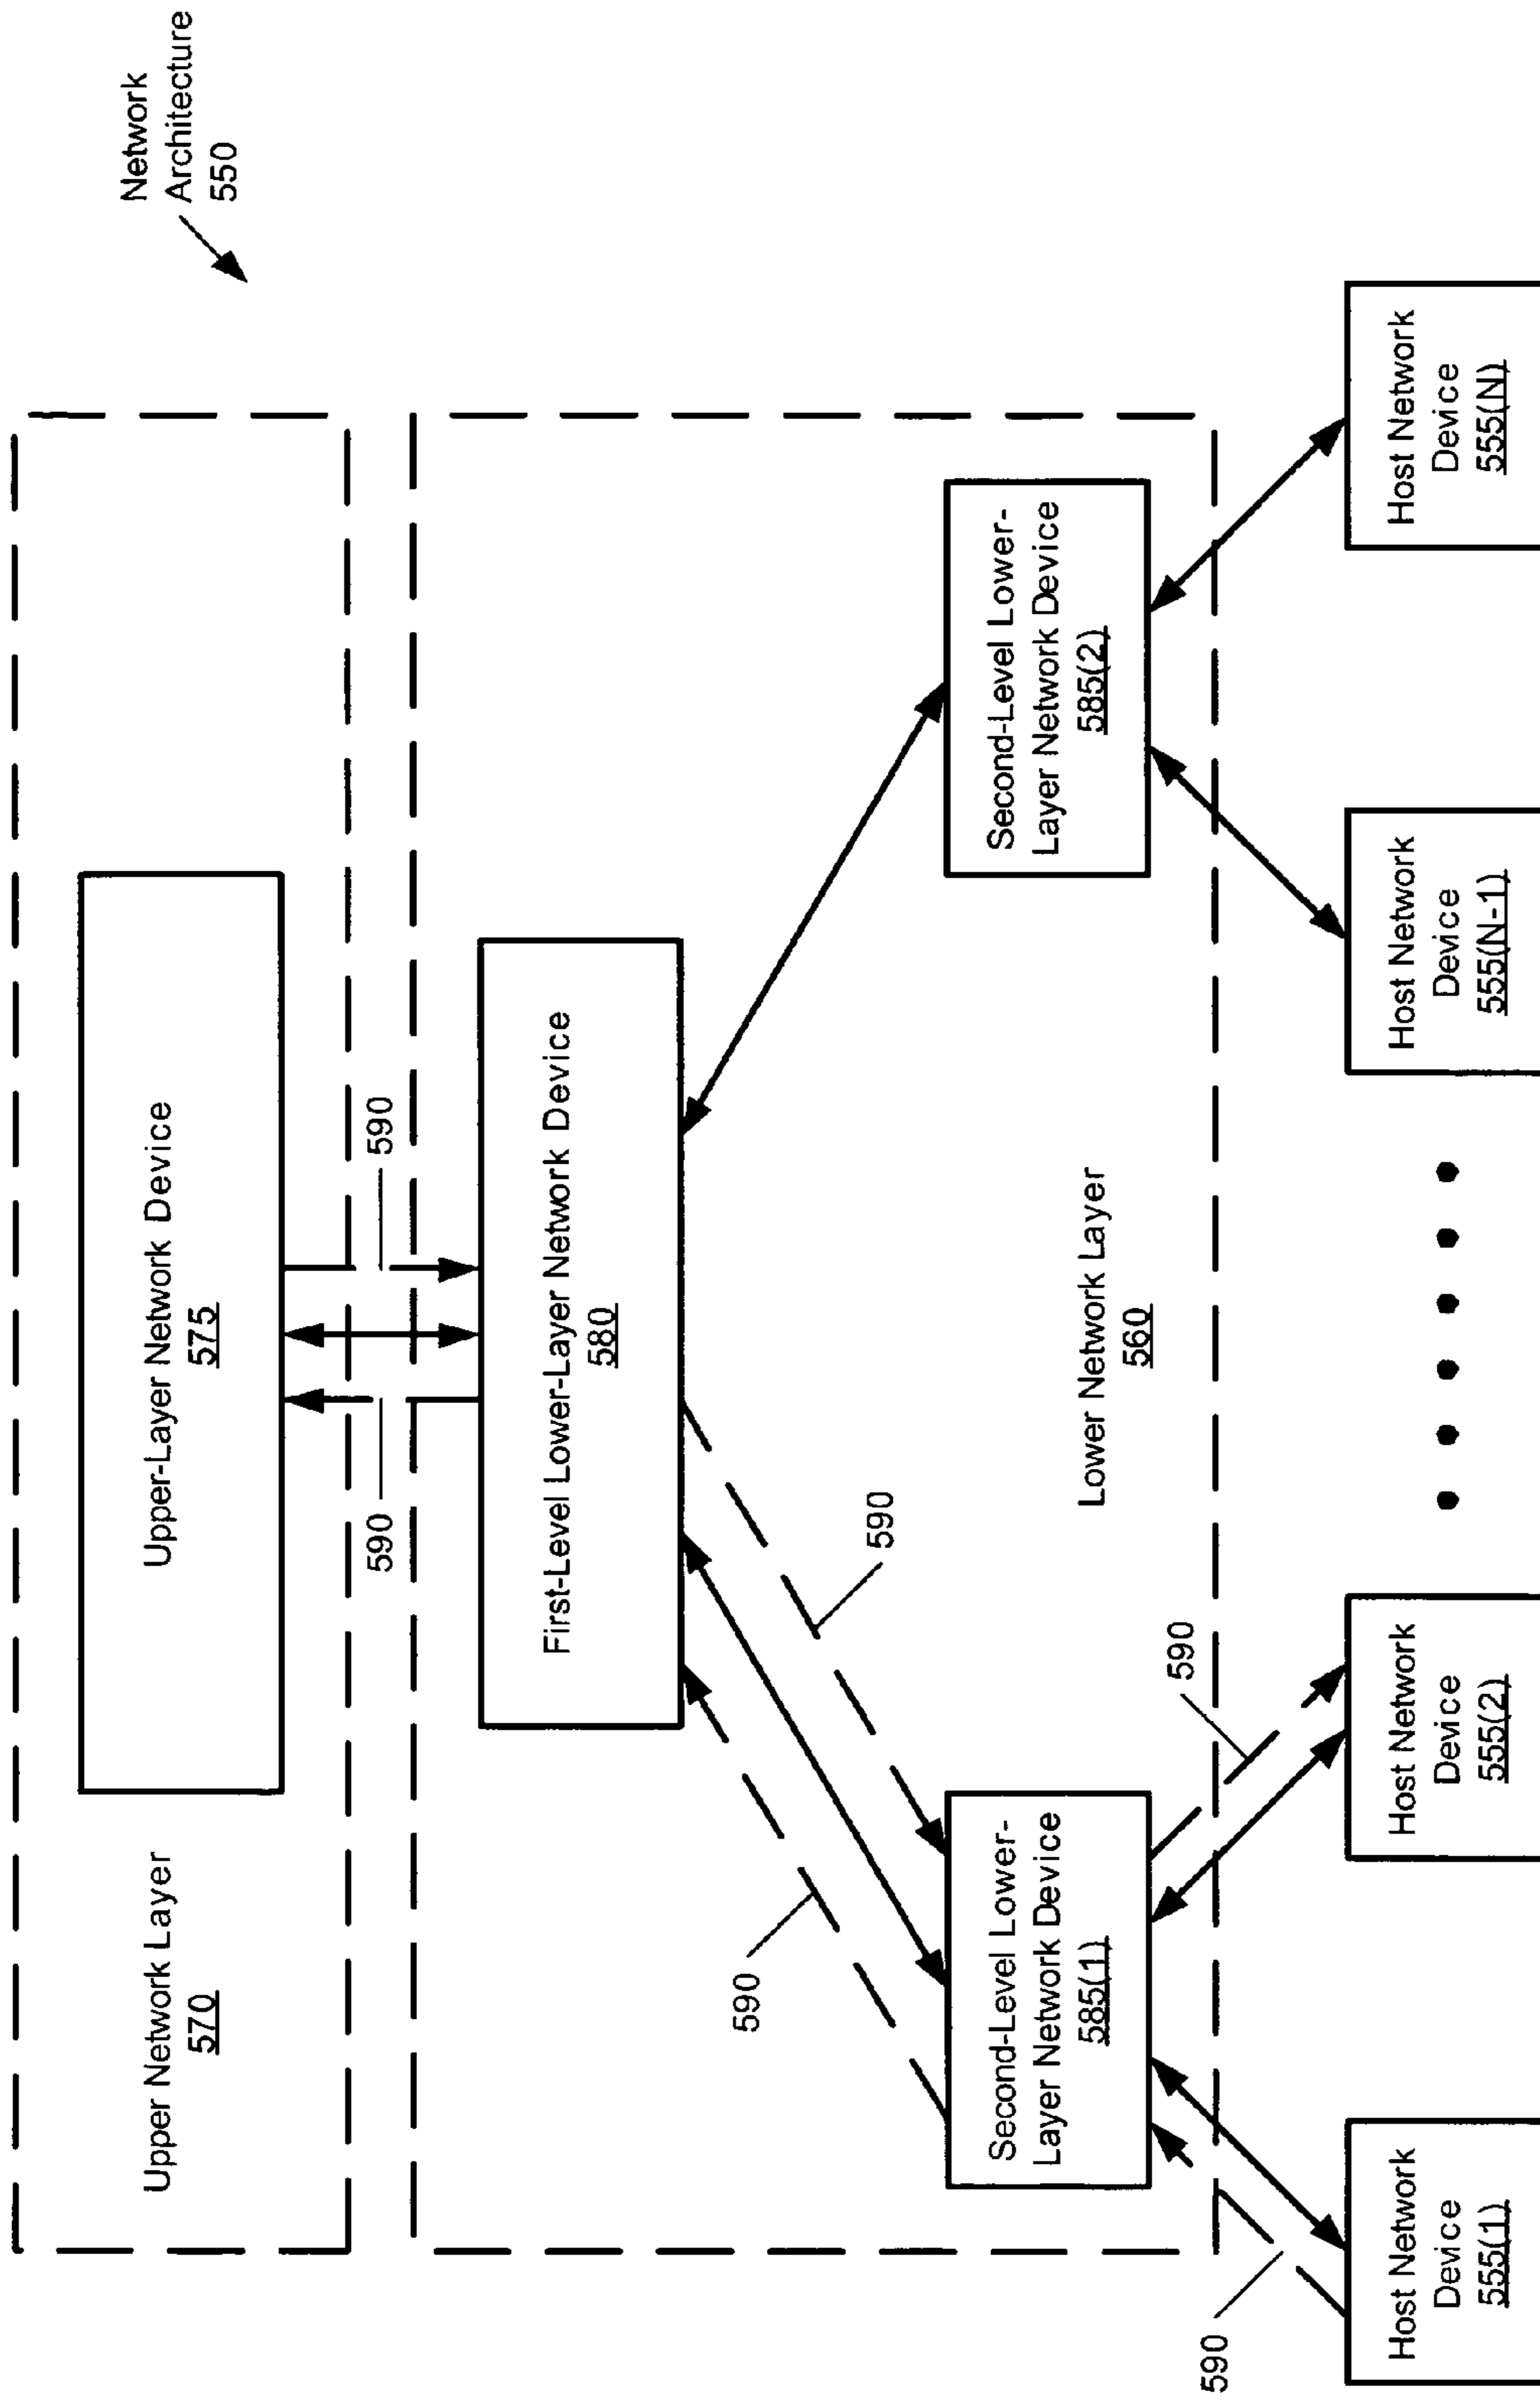 Network
Architecture
550
Upper Network Layer
570
Upper-Layer Network Device
575
590
590
First-Level Lower-Layer Network Device
580
590
590
Second-Level Lower-
Layer Network Device
585(1)
Second-Level Lower-
Layer Network Device
585(2)
Lower Network Layer
560
590
590
Host Network
Device
555(1)
Host Network
Device
555(2)
Host Network
Device
555(N-1)
Host Network
Device
555(N)